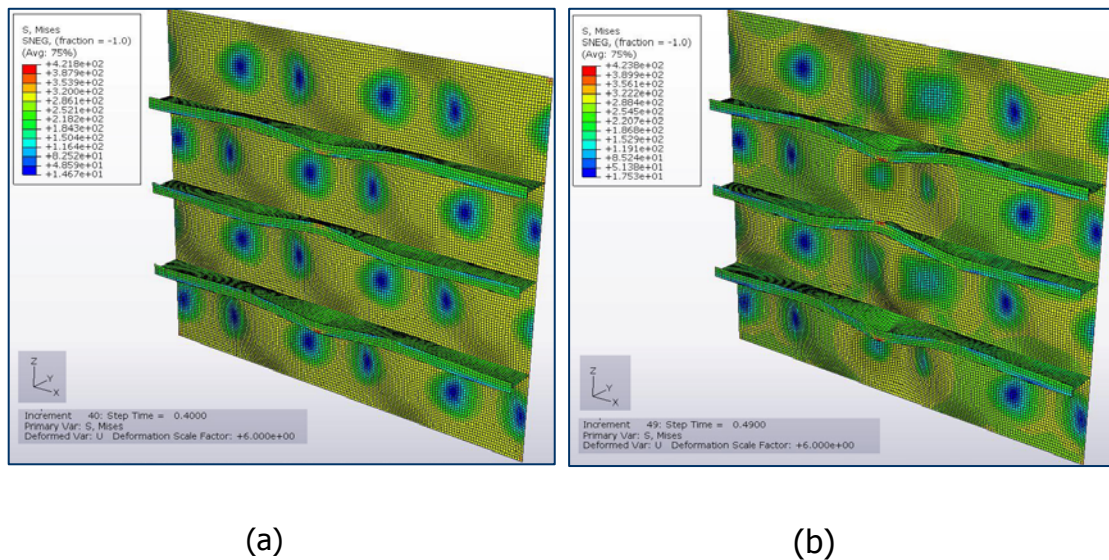 S, Mises
SNEG, (fraction = -1.0)
(Avg: 75%)
+4.218e+02
+3.879e+02
+3.539e+02
+3.200e+02
+2.861e+02
+2.521e+02
+2.182e+02
+1.843e+02
+1.504e+02
+1.164e+02
+8.252e+01
+4.859e+01
+1.467e+01
Z
Y
X
Increment 40: Step Time = 0.4000
Primary Var: S, Mises
Deformed Var: U Deformation Scale Factor: +6.000e+00
(a)
S, Mises
SNEG, (fraction = -1.0)
(Avg: 75%)
+4.238e+02
+3.899e+02
+3.561e+02
+3.222e+02
+2.884e+02
+2.545e+02
+2.207e+02
+1.868e+02
+1.529e+02
+1.191e+02
+8.524e+01
+5.138e+01
+1.753e+01
Z
Y
X
Increment 49: Step Time = 0.4900
Primary Var: S, Mises
Deformed Var: U Deformation Scale Factor: +6.000e+00
(b)